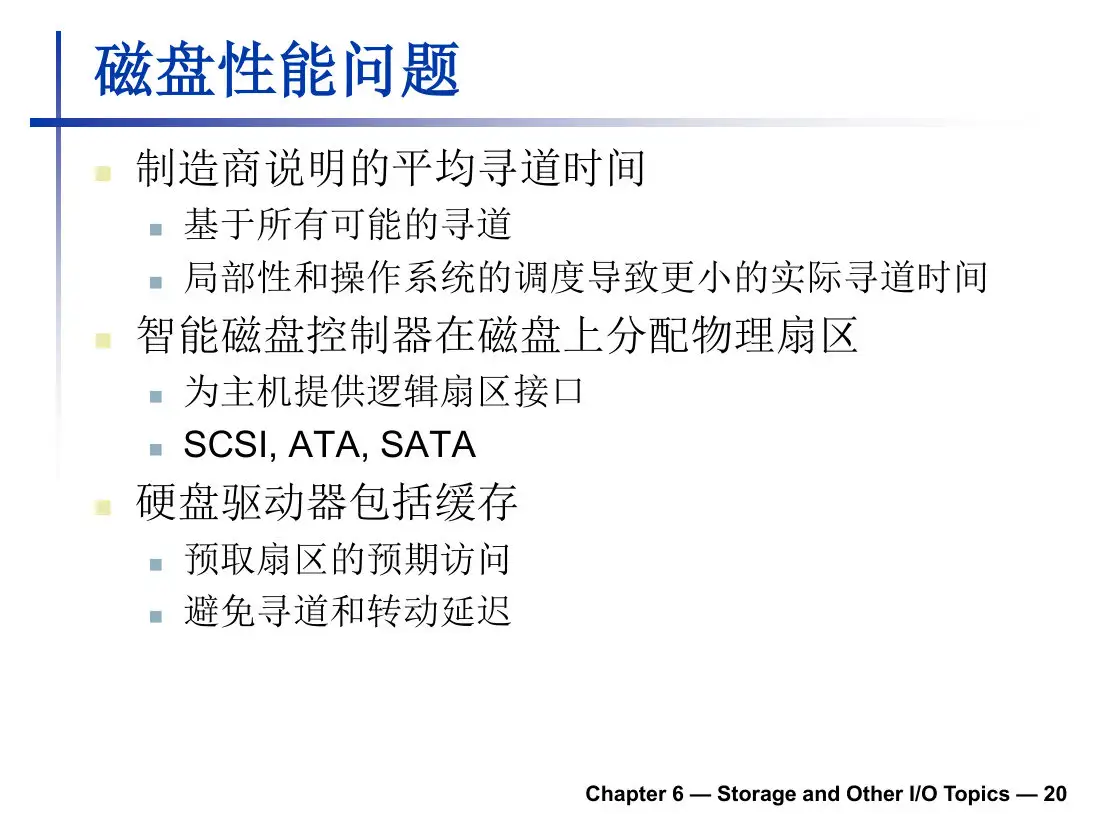 磁盘性能问题
制造商说明的平均寻道时间
基于所有可能的寻道
局部性和操作系统的调度导致更小的实际寻道时间
智能磁盘控制器在磁盘上分配物理扇区
为主机提供逻辑扇区接口
SCSI, ATA, SATA
硬盘驱动器包括缓存
预取扇区的预期访问
避免寻道和转动延迟
Chapter 6 — Storage and Other I/O Topics — 20